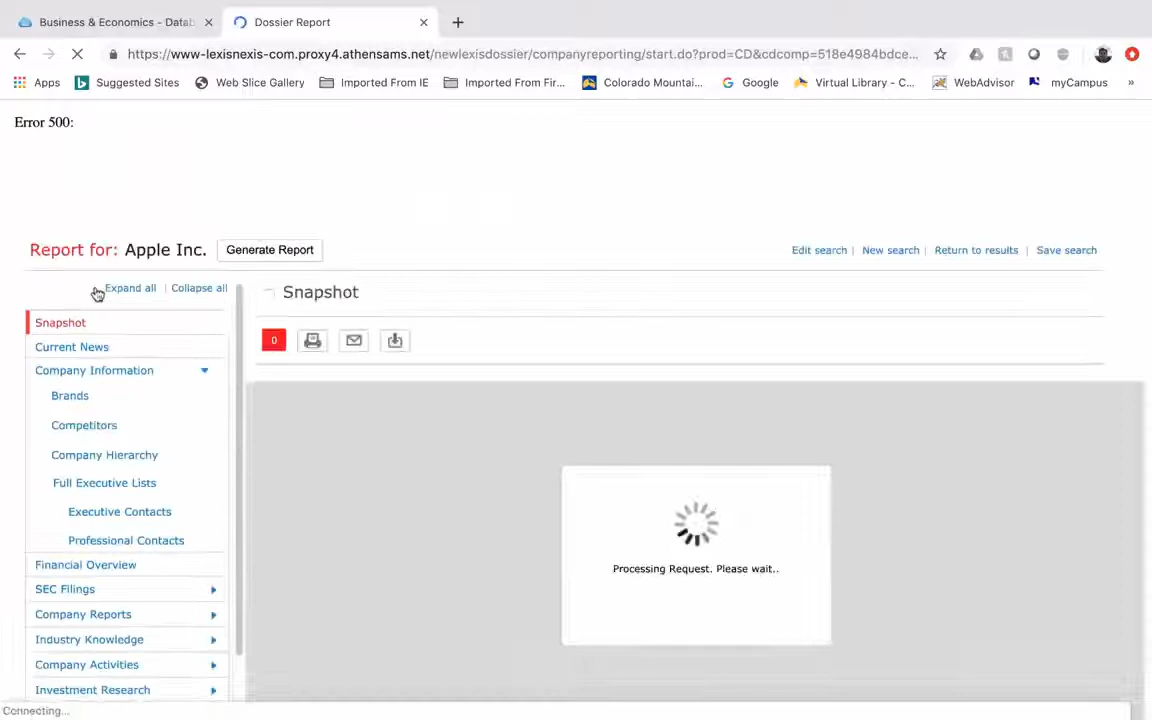 Business & Economics - Datab
Dossier Report
https://www-lexisnexis-com.proxy4.athensams.net/newlexisdossier/companyreporting/start.do?prod=CD&cdcomp=518e4984bdce...
Apps Suggested Sites Web Slice Gallery Imported From IE Imported From Fir... Colorado Mountai... Google Virtual Library - C... WebAdvisor myCampus »
Error 500:
Report for: Apple Inc. Generate Report Edit search | New search | Return to results | Save search
Expand all | Collapse all
Snapshot
Snapshot
0
Current News
Company Information
Brands
Competitors
Company Hierarchy
Full Executive Lists
Executive Contacts
Professional Contacts
Processing Request. Please wait..
Financial Overview
SEC Filings
Company Reports
Industry Knowledge
Company Activities
Investment Research
Connecting...